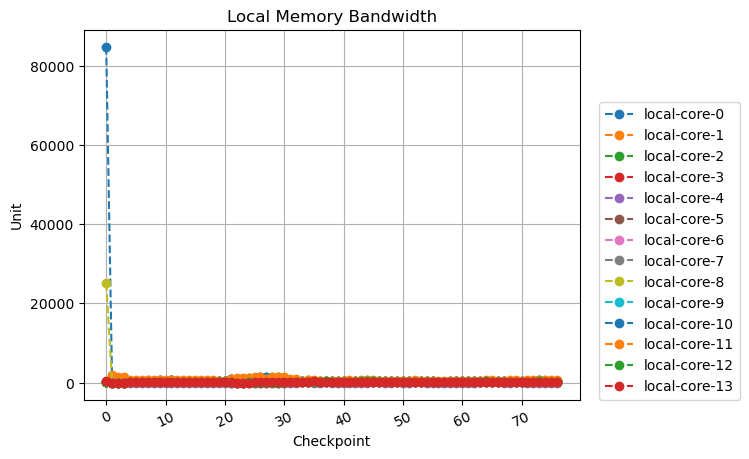 Local Memory Bandwidth
80000
60000
40000
20000
0
Unit
0 10 20 30 40 50 60 70
Checkpoint
local-core-0
local-core-1
local-core-2
local-core-3
local-core-4
local-core-5
local-core-6
local-core-7
local-core-8
local-core-9
local-core-10
local-core-11
local-core-12
local-core-13